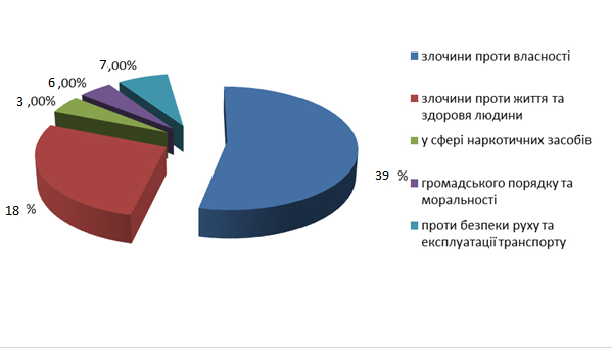 7,00%
6,00%
3 ,00%
18 %
39 %
злочини проти власності
злочини проти життя та
здоровя людини
у сфері наркотичних засобів
громадського порядку та
моральності
проти безпеки руху та
експлуатації транспорту